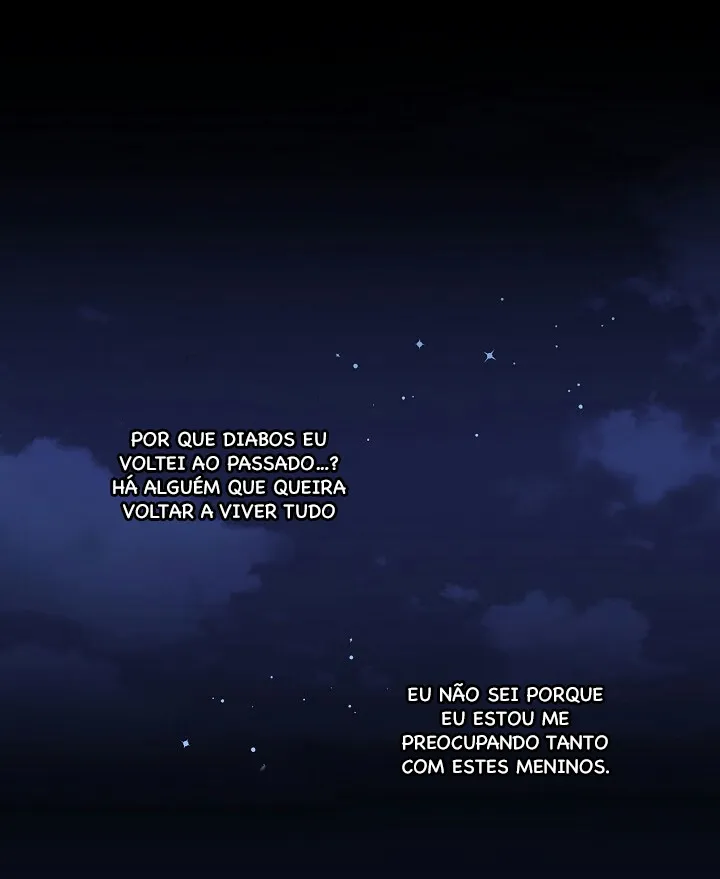 POR QUE DIABOS EU
VOLTEI AO PASSADO...?
HÁ ALGUÉM QUE QUEIRA
VOLTAR A VIVER TUDO
EU NÃO SEI PORQUE
EU ESTOU ME
PREOCUPANDO TANTO
COM ESTES MENINOS.